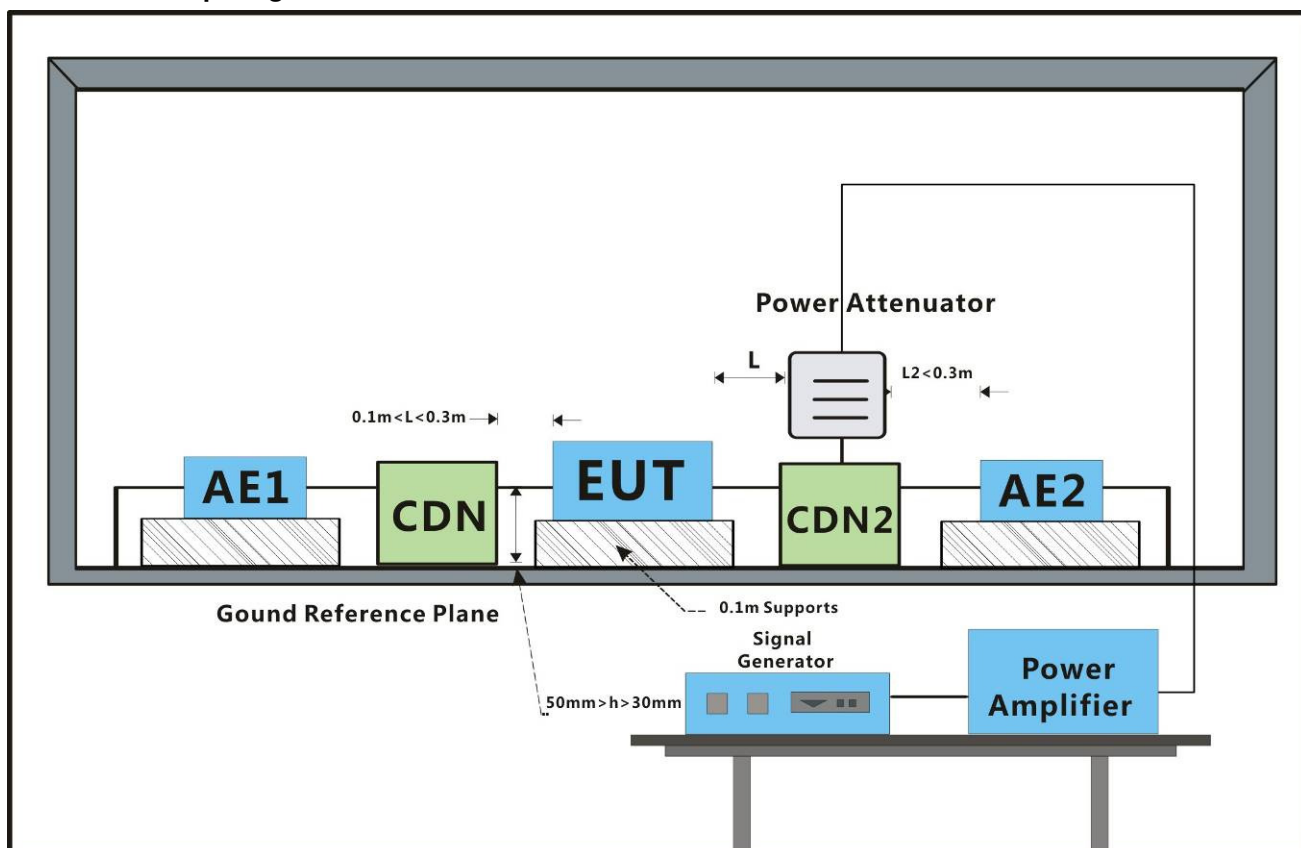 Power Attenuator
L
L2<0.3m
0.1m<L<0.3m
AE1
CDN
EUT
CDN2
AE2
Gound Reference Plane
0.1m Supports
Signal
Generator
50mm>h>30mm
Power
Amplifier